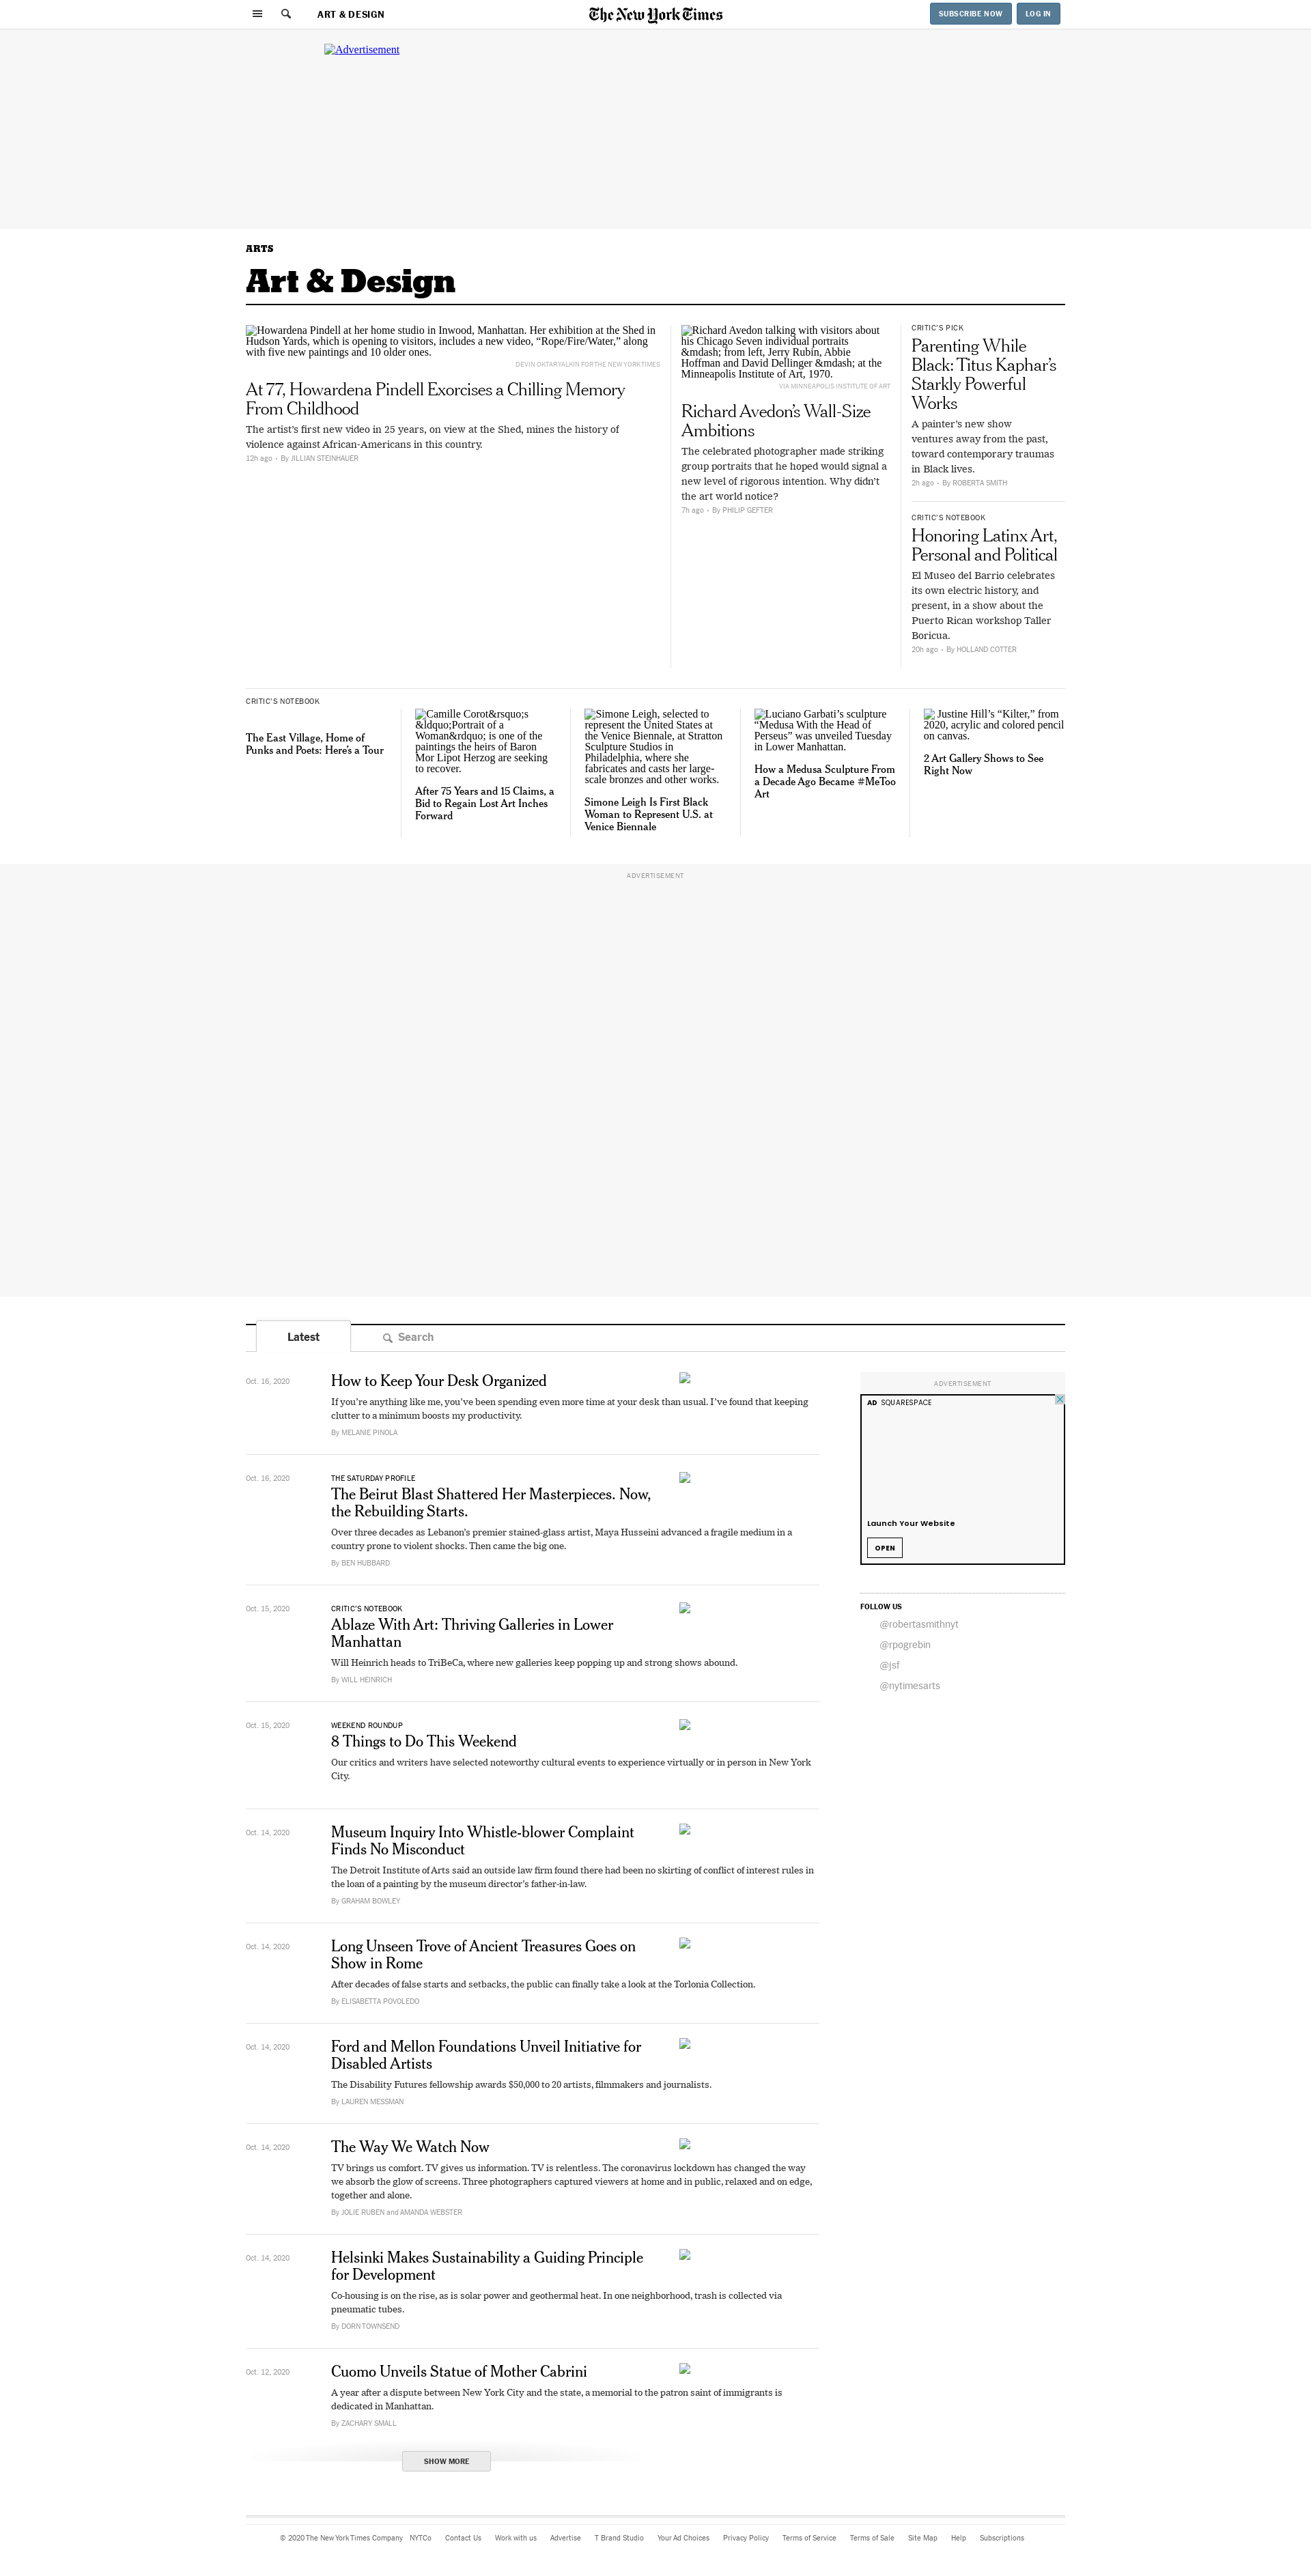 ART & DESIGN
The New York Times
SUBSCRIBE NOW
LOG IN
Advertisement
ARTS
Art & Design
Howardena Pindell at her home studio in Inwood, Manhattan. Her exhibition at the Shed in
Hudson Yards, which is opening to visitors, includes a new video, “Rope/Fire/Water,” along
with five new paintings and 10 older ones.
DEVIN OKTAR YALKIN FOR THE NEW YORK TIMES
At 77, Howardena Pindell Exorcises a Chilling Memory
From Childhood
The artist’s first new video in 25 years, on view at the Shed, mines the history of
violence against African-Americans in this country.
12h ago • By JILLIAN STEINHAUER
Richard Avedon talking with visitors about
his Chicago Seven individual portraits
&mdash; from left, Jerry Rubin, Abbie
Hoffman and David Dellinger &mdash; at the
Minneapolis Institute of Art, 1970.
VIA MINNEAPOLIS INSTITUTE OF ART
Richard Avedon’s Wall-Size
Ambitions
The celebrated photographer made striking
group portraits that he hoped would signal a
new level of rigorous intention. Why didn’t
the art world notice?
7h ago • By PHILIP GEFTER
CRITIC’S PICK
Parenting While
Black: Titus Kaphar’s
Starkly Powerful
Works
A painter’s new show
ventures away from the past,
toward contemporary traumas
in Black lives.
2h ago • By ROBERTA SMITH
CRITIC’S NOTEBOOK
Honoring Latinx Art,
Personal and Political
El Museo del Barrio celebrates
its own electric history, and
present, in a show about the
Puerto Rican workshop Taller
Boricua.
20h ago • By HOLLAND COTTER
CRITIC’S NOTEBOOK
The East Village, Home of
Punks and Poets: Here’s a Tour
Camille Corot&rsquo;s
&ldquo;Portrait of a
Woman&rdquo; is one of the
paintings the heirs of Baron
Mor Lipot Herzog are seeking
to recover.
After 75 Years and 15 Claims, a
Bid to Regain Lost Art Inches
Forward
Simone Leigh, selected to
represent the United States at
the Venice Biennale, at Stratton
Sculpture Studios in
Philadelphia, where she
fabricates and casts her large-
scale bronzes and other works.
Simone Leigh Is First Black
Woman to Represent U.S. at
Venice Biennale
Luciano Garbati’s sculpture
“Medusa With the Head of
Perseus” was unveiled Tuesday
in Lower Manhattan.
How a Medusa Sculpture From
a Decade Ago Became #MeToo
Art
Justine Hill’s “Kilter,” from
2020, acrylic and colored pencil
on canvas.
2 Art Gallery Shows to See
Right Now
ADVERTISEMENT
Latest
Search
Oct. 16, 2020
How to Keep Your Desk Organized
If you’re anything like me, you’ve been spending even more time at your desk than usual. I’ve found that keeping
clutter to a minimum boosts my productivity.
By MELANIE PINOLA
Oct. 16, 2020
THE SATURDAY PROFILE
The Beirut Blast Shattered Her Masterpieces. Now,
the Rebuilding Starts.
Over three decades as Lebanon’s premier stained-glass artist, Maya Husseini advanced a fragile medium in a
country prone to violent shocks. Then came the big one.
By BEN HUBBARD
Oct. 15, 2020
CRITIC’S NOTEBOOK
Ablaze With Art: Thriving Galleries in Lower
Manhattan
Will Heinrich heads to TriBeCa, where new galleries keep popping up and strong shows abound.
By WILL HEINRICH
Oct. 15, 2020
WEEKEND ROUNDUP
8 Things to Do This Weekend
Our critics and writers have selected noteworthy cultural events to experience virtually or in person in New York
City.
Oct. 14, 2020
Museum Inquiry Into Whistle-blower Complaint
Finds No Misconduct
The Detroit Institute of Arts said an outside law firm found there had been no skirting of conflict of interest rules in
the loan of a painting by the museum director’s father-in-law.
By GRAHAM BOWLEY
Oct. 14, 2020
Long Unseen Trove of Ancient Treasures Goes on
Show in Rome
After decades of false starts and setbacks, the public can finally take a look at the Torlonia Collection.
By ELISABETTA POVOLEDO
Oct. 14, 2020
Ford and Mellon Foundations Unveil Initiative for
Disabled Artists
The Disability Futures fellowship awards $50,000 to 20 artists, filmmakers and journalists.
By LAUREN MESSMAN
Oct. 14, 2020
The Way We Watch Now
TV brings us comfort. TV gives us information. TV is relentless. The coronavirus lockdown has changed the way
we absorb the glow of screens. Three photographers captured viewers at home and in public, relaxed and on edge,
together and alone.
By JOLIE RUBEN and AMANDA WEBSTER
Oct. 14, 2020
Helsinki Makes Sustainability a Guiding Principle
for Development
Co-housing is on the rise, as is solar power and geothermal heat. In one neighborhood, trash is collected via
pneumatic tubes.
By DORN TOWNSEND
Oct. 12, 2020
Cuomo Unveils Statue of Mother Cabrini
A year after a dispute between New York City and the state, a memorial to the patron saint of immigrants is
dedicated in Manhattan.
By ZACHARY SMALL
SHOW MORE
ADVERTISEMENT
AD SQUARESPACE
Launch Your Website
OPEN
FOLLOW US
@robertasmithnyt
@rpogrebin
@jsf
@nytimesarts
© 2020 The New York Times Company NYTCo Contact Us Work with us Advertise T Brand Studio Your Ad Choices Privacy Policy Terms of Service Terms of Sale Site Map Help Subscriptions